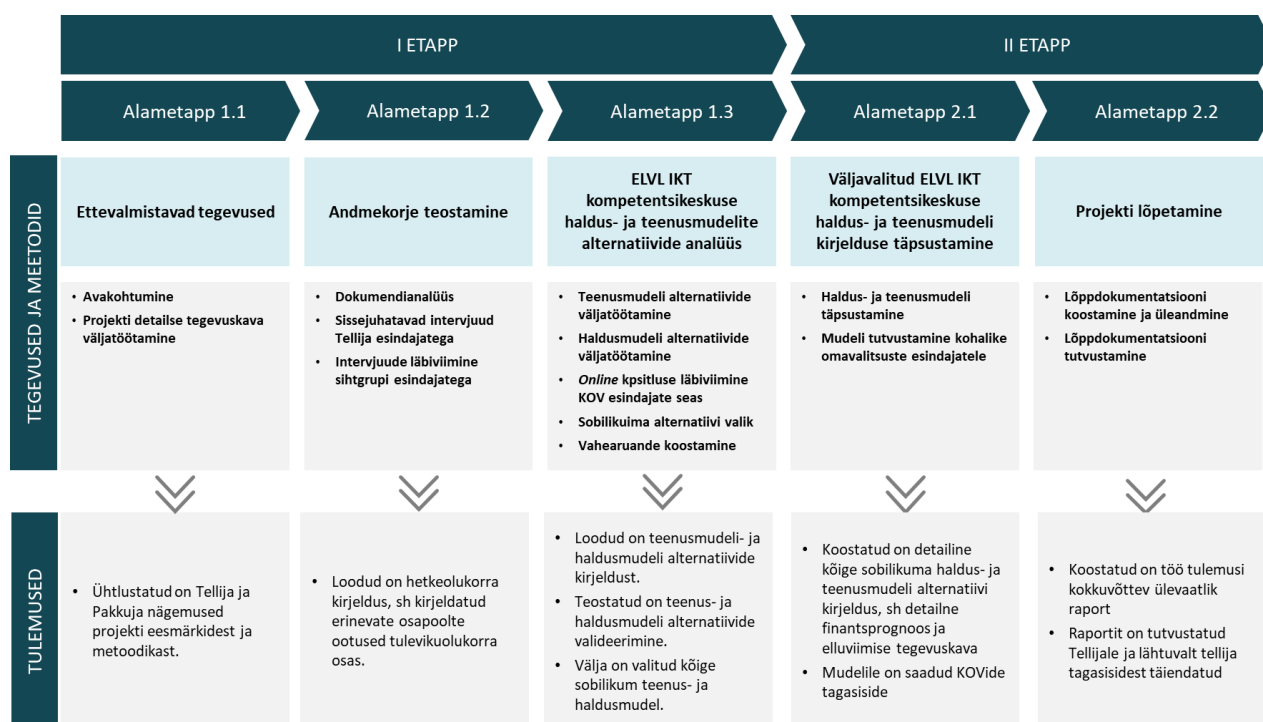 I ETAPP
II ETAPP
Alametapp 1.1
Alametapp 1.2
Alametapp 1.3
Alametapp 2.1
Alametapp 2.2
TEGEVUSED JA MEETODID
Ettevalmistavad tegevused
Andmekorje teostamine
ELVL IKT
kompetentsikeskuse
haldus- ja teenusmudelite
alternatiivide analüüs
Väljavalitud ELVL IKT
kompetentsikeskuse
haldus- ja teenusmudeli
kirjelduse täpsustamine
Projekti lõpetamine
• Avakohtumine
• Projekti detailse tegevuskava
väljatöötamine
• Dokumendianalüüs
• Sissejuhatavad intervjuud
Tellija esindajatega
• Intervjuude läbiviimine
sihtgrupi esindajatega
• Teenusmudeli alternatiivide
väljatöötamine
• Haldusmudeli alternatiivide
väljatöötamine
• Online kpsitluse läbiviimine
KOV esindajate seas
• Sobilikuima alternatiivi valik
• Vahearuande koostamine
• Haldus- ja teenusmudeli
täpsustamine
• Mudeli tutvustamine kohalike
omavalitsuste esindajatele
• Lõppdokumentatsiooni
koostamine ja üleandmine
• Lõppdokumentatsiooni
tutvustamine
TULEMUSED
• Ühtlustatud on Tellija ja
Pakkuja nägemused
projekti eesmärkidest ja
metoodikast.
• Loodud on hetkeolukorra
kirjeldus, sh kirjeldatud
erinevate osapoolte
ootused tulevikuolukorra
osas.
• Loodud on teenusmudeli- ja
haldusmudeli alternatiivide
kirjeldust.
• Teostatud on teenus- ja
haldusmudeli alternatiivide
valideerimine.
• Välja on valitud kõige
sobilikum teenus- ja
haldusmudel.
• Koostatud on detailine
kõige sobilikuma haldus- ja
teenusmudeli alternatiivi
kirjeldus, sh detailne
finantsprognoos ja
elluviimise tegevuskava
• Mudelile on saadud KOVide
tagasiside
• Koostatud on töö tulemusi
kokkuvõttev ülevaatlik
raport
• Raportit on tutvustatud
Tellijale ja lähtuvalt tellija
tagasisidest täiendatud